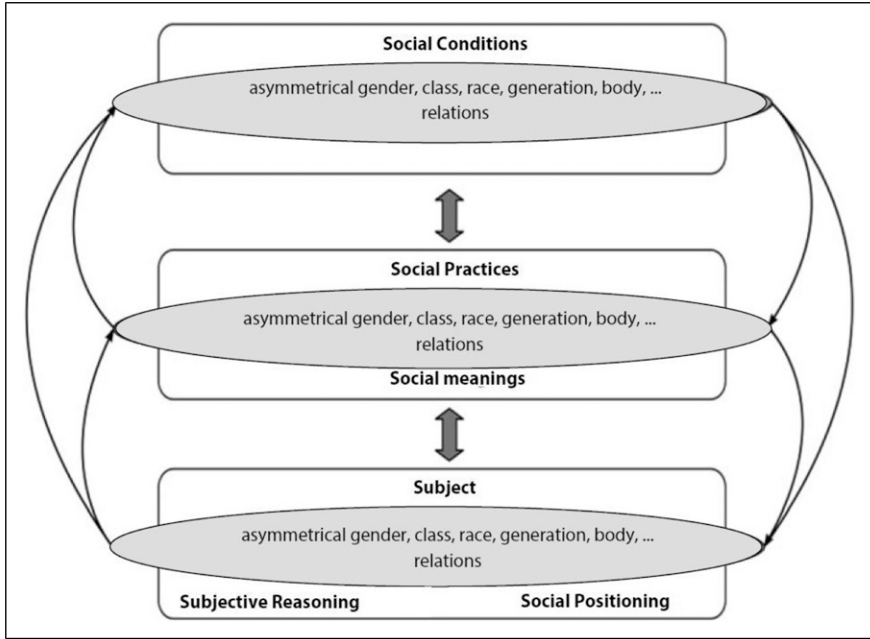 Social Conditions
asymmetrical gender, class, race, generation, body, ...
relations
Social Practices
asymmetrical gender, class, race, generation, body, ...
relations
Social meanings
Subject
asymmetrical gender, class, race, generation, body, ...
relations
Subjective Reasoning Social Positioning